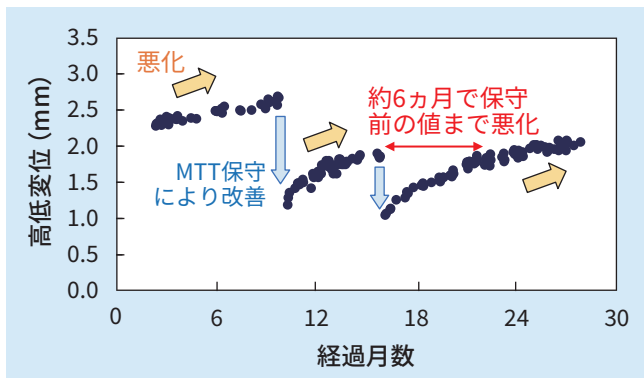 3.5
3.0
2.5
2.0
1.5
1.0
0.5
0.0
高低変位（mm）
悪化
MTT保守
により改善
約6ヵ月で保守
前の値まで悪化
0 6 12 18 24 30
経過月数